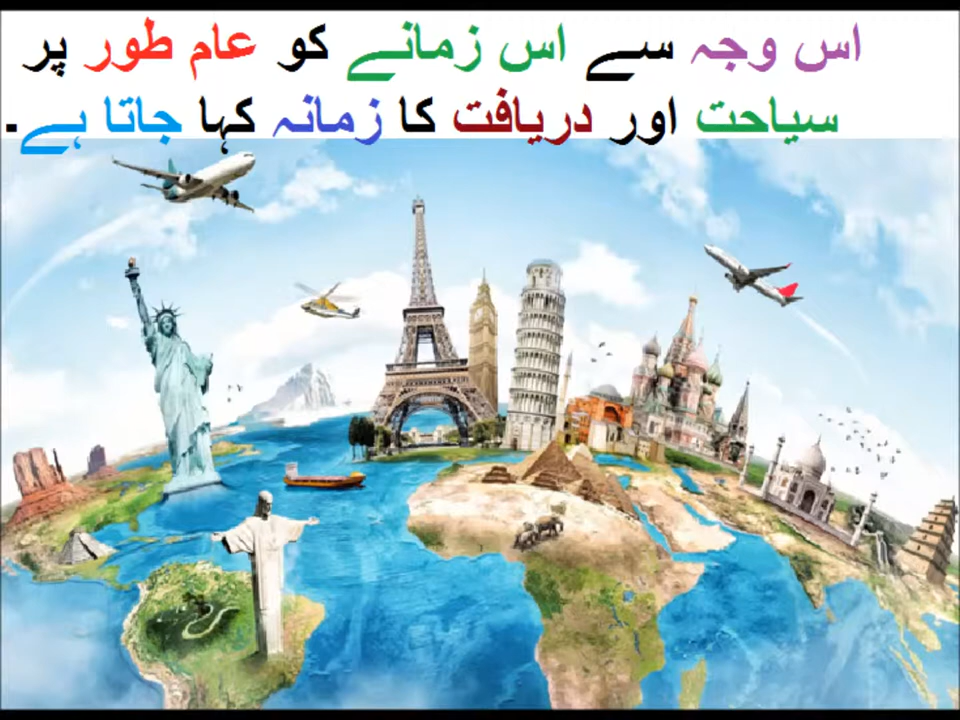 اس وجہ سے اس زمانے کو عام طور پر
سیاحت اور دریافت کا زمانہ کہا جاتا ہے۔